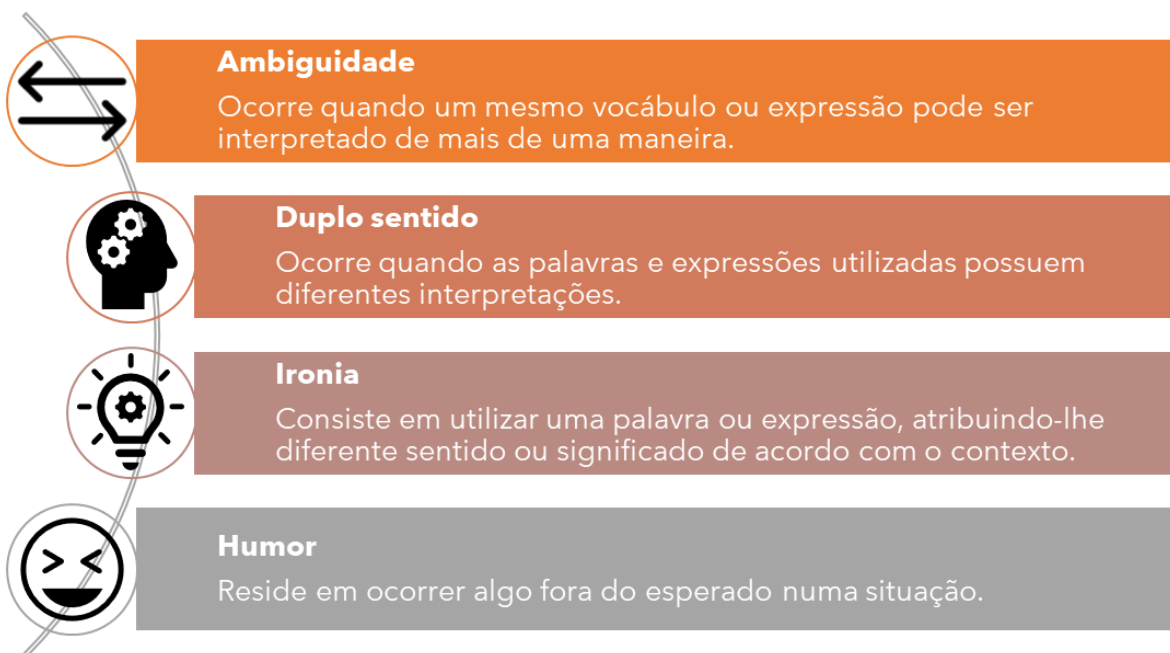 Ambiguidade
Ocorre quando um mesmo vocábulo ou expressão pode ser
interpretado de mais de uma maneira.
Duplo sentido
Ocorre quando as palavras e expressões utilizadas possuem
diferentes interpretações.
Ironia
Consiste em utilizar uma palavra ou expressão, atribuindo-lhe
diferente sentido ou significado de acordo com o contexto.
Humor
Reside em ocorrer algo fora do esperado numa situação.